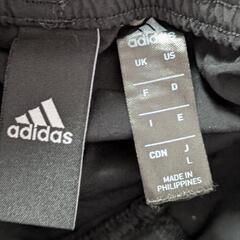 adidas
adidas
UK US
F D
I E
CDN J
L
MADE IN
PHILIPPINES